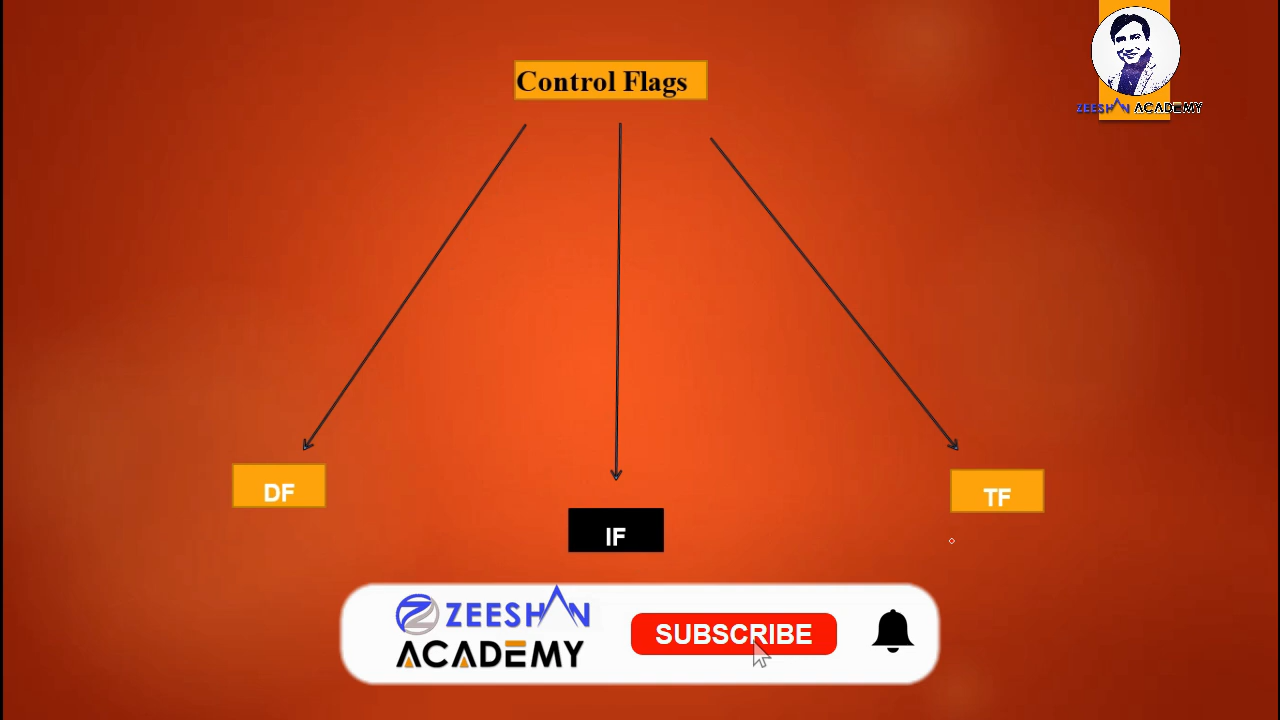 Control Flags
ZEESHAN ACADEMY
DF
TF
IF
ZEESHAN
ACADEMY
SUBSCRIBE